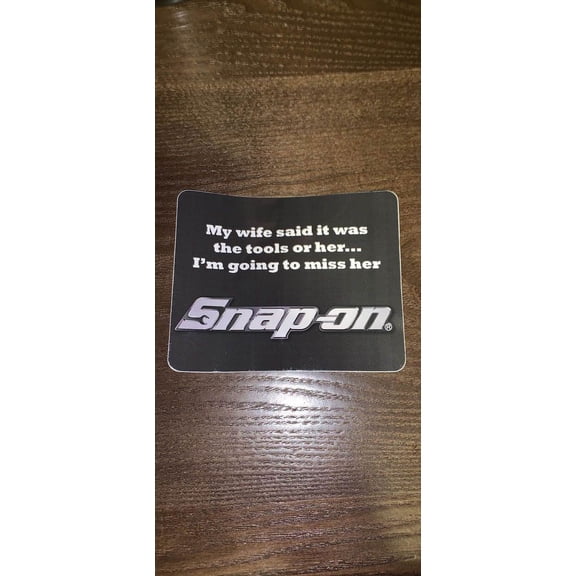 My wife said it was
the tools or her...
I'm going to miss her
Snap-on®